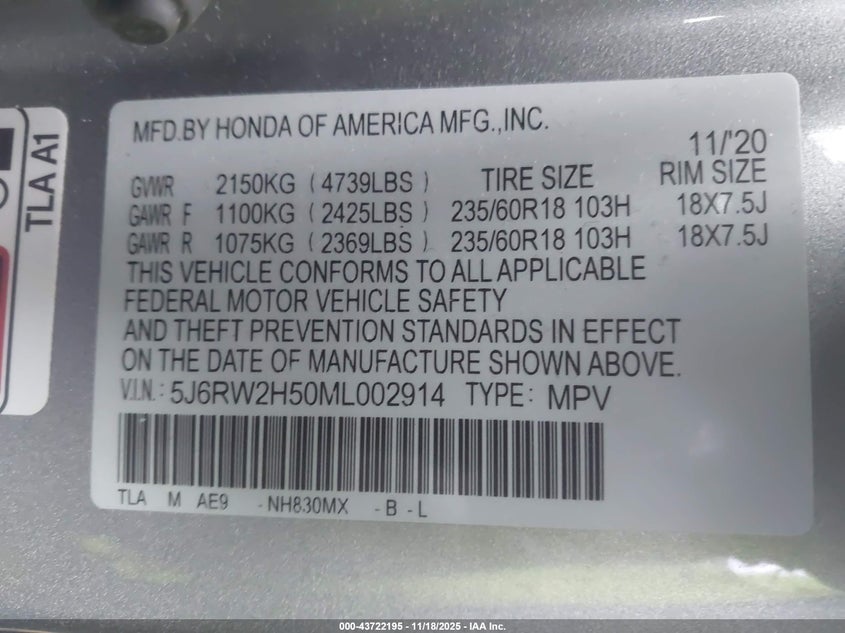 MFD.BY HONDA OF AMERICA MFG.,INC.
11/'20
GVWR 2150KG (4739LBS) TIRE SIZE RIM SIZE
GAWR F 1100KG (2425LBS) 235/60R18 103H 18X7.5J
GAWR R 1075KG (2369LBS) 235/60R18 103H 18X7.5J
THIS VEHICLE CONFORMS TO ALL APPLICABLE
FEDERAL MOTOR VEHICLE SAFETY
AND THEFT PREVENTION STANDARDS IN EFFECT
ON THE DATE OF MANUFACTURE SHOWN ABOVE.
V.I.N.: 5J6RW2H50ML002914 TYPE: MPV
TLA M AE9 -NH830MX -B -L
TLA A1
000-43722195 - 11/18/2025 - IAA Inc.